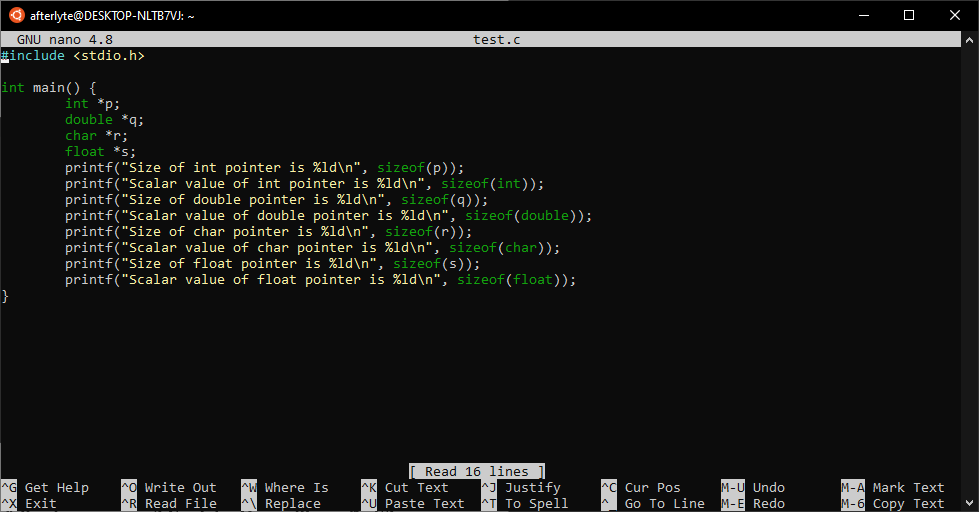 afterlyte@DESKTOP-NLTB7VJ: ~
GNU nano 4.8 test.c
#include <stdio.h>
int main() {
        int *p;
        double *q;
        char *r;
        float *s;
        printf("Size of int pointer is %ld\n", sizeof(p));
        printf("Scalar value of int pointer is %ld\n", sizeof(int));
        printf("Size of double pointer is %ld\n", sizeof(q));
        printf("Scalar value of double pointer is %ld\n", sizeof(double));
        printf("Size of char pointer is %ld\n", sizeof(r));
        printf("Scalar value of char pointer is %ld\n", sizeof(char));
        printf("Size of float pointer is %ld\n", sizeof(s));
        printf("Scalar value of float pointer is %ld\n", sizeof(float));
}
[ Read 16 lines ]
^G Get Help ^O Write Out ^W Where Is ^K Cut Text ^J Justify ^C Cur Pos M-U Undo M-A Mark Text
^X Exit ^R Read File ^\ Replace ^U Paste Text ^T To Spell ^_ Go To Line M-E Redo M-6 Copy Text